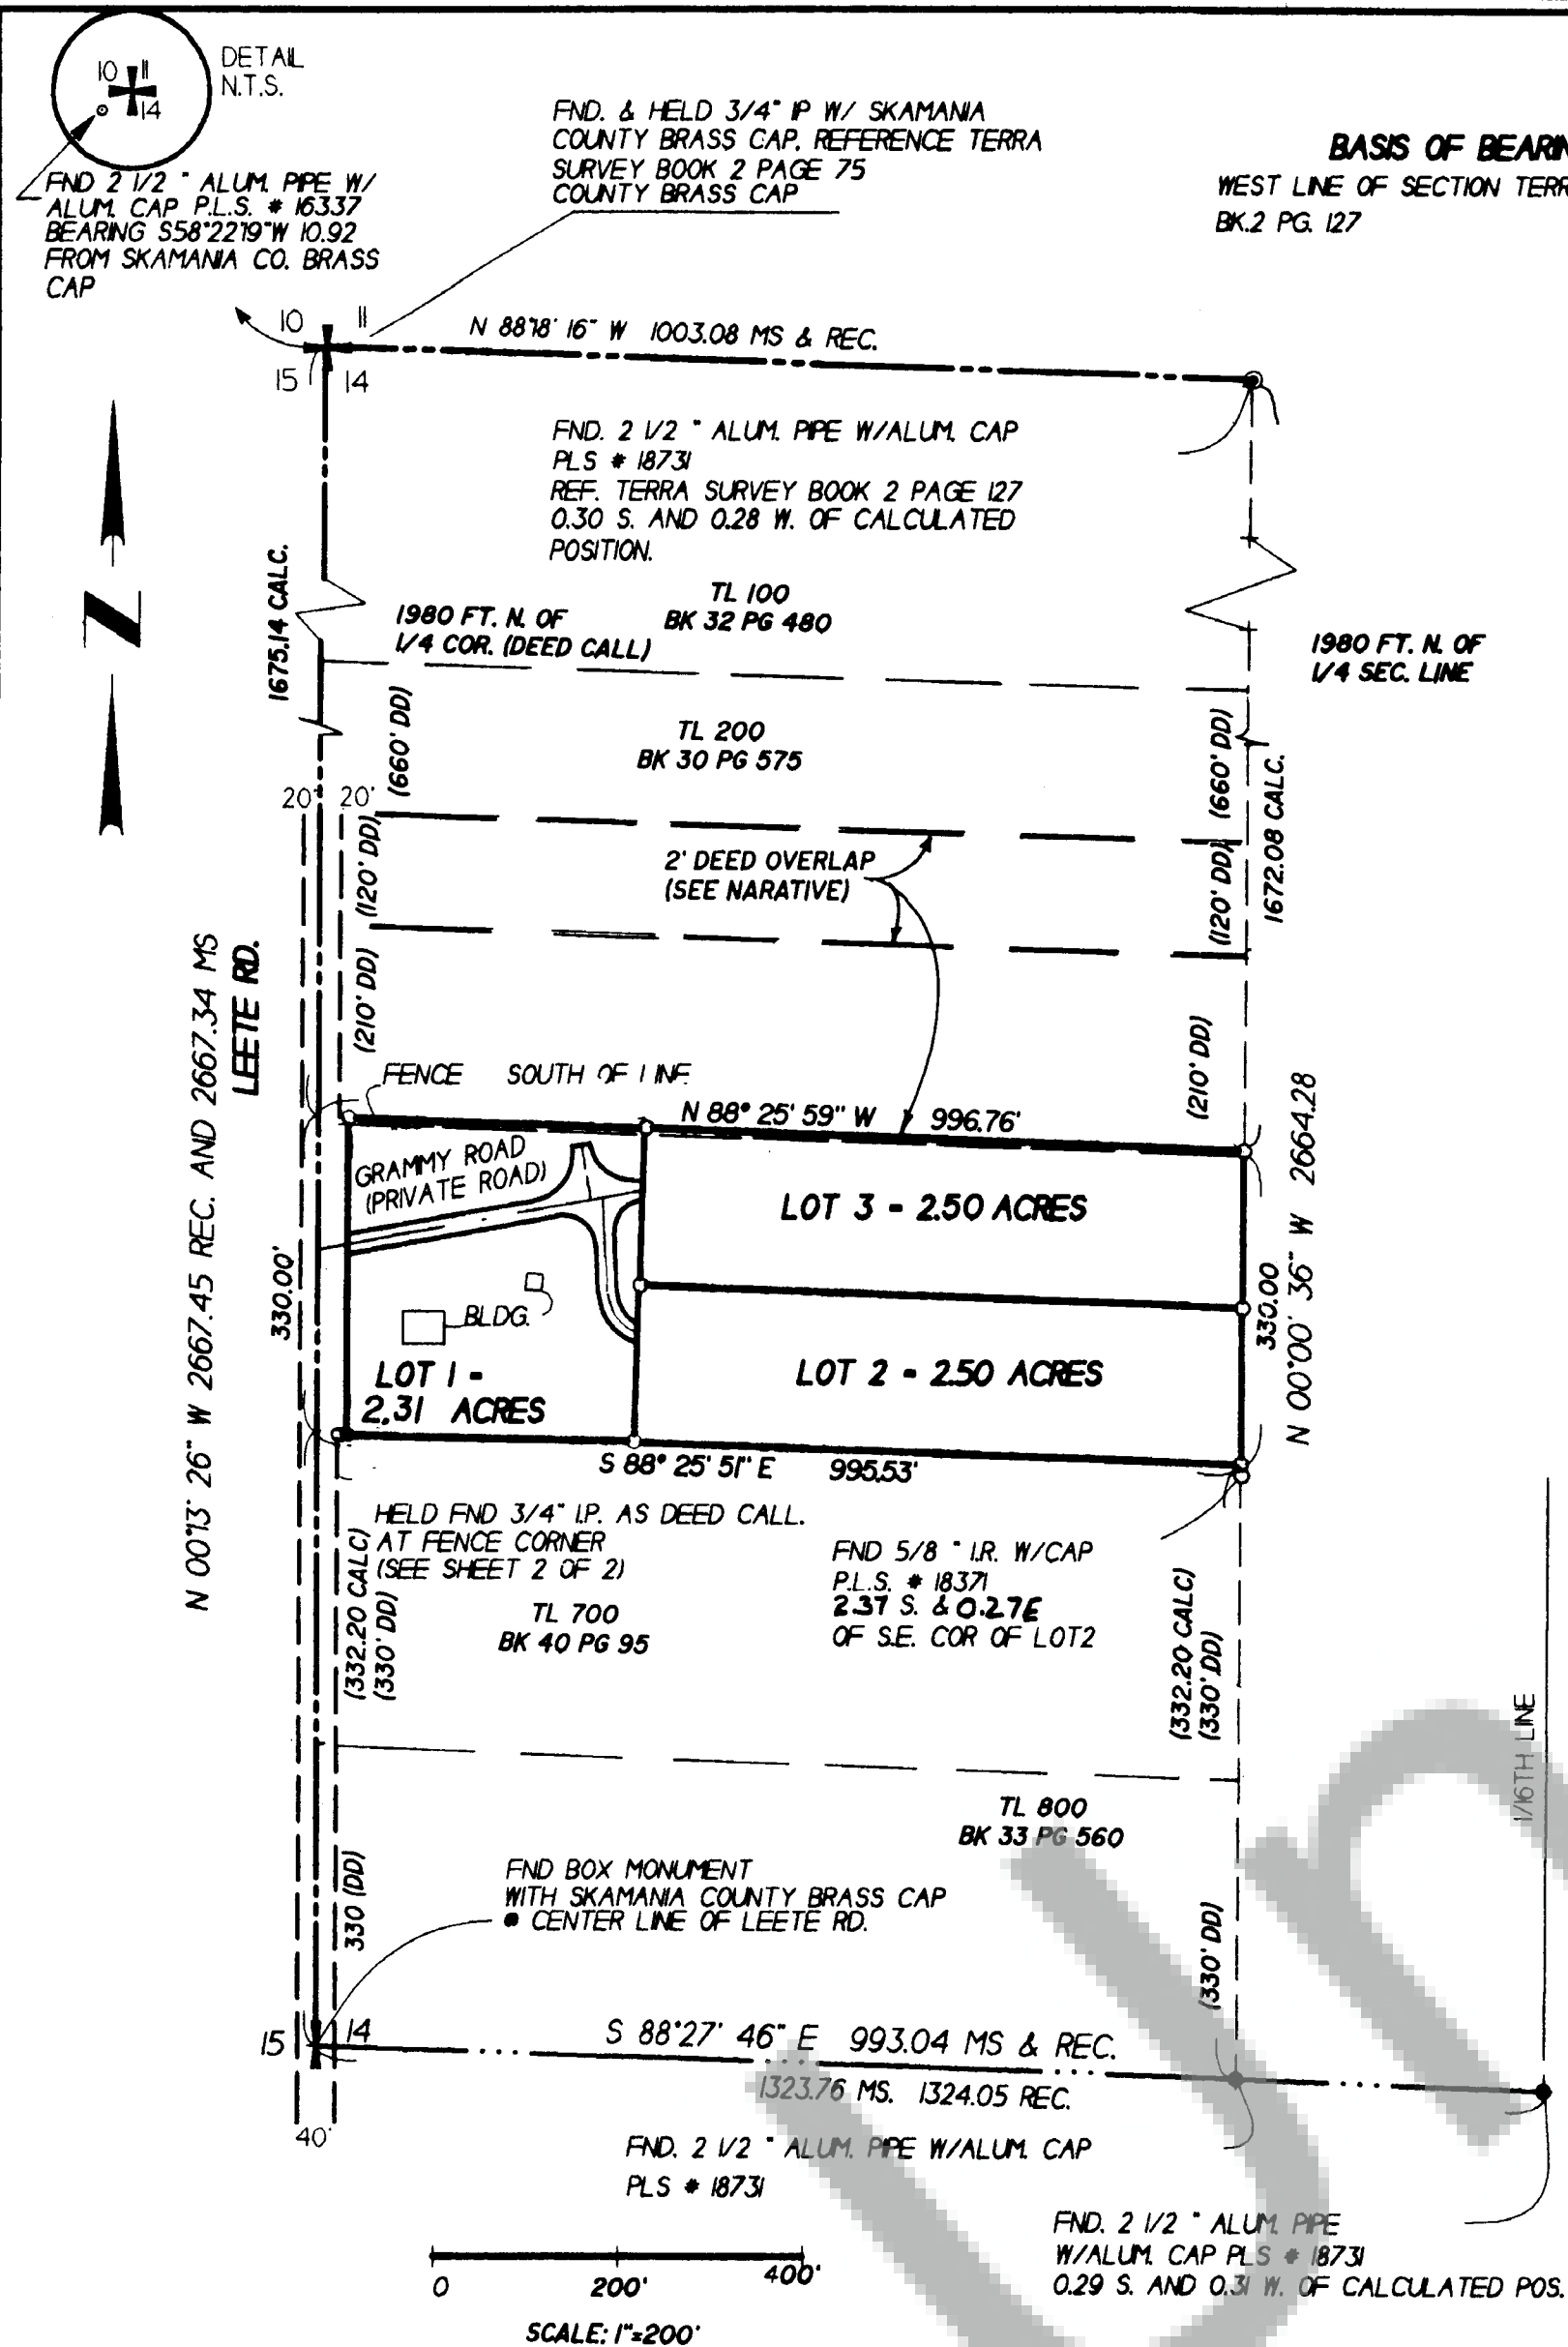 DETAIL
N.T.S.
10 11
14
FND 2 1/2 " ALUM. PIPE W/
ALUM. CAP P.L.S. # 16337
BEARING S58°22'19"W 10.92
FROM SKAMANIA CO. BRASS
CAP
FND. & HELD 3/4" IP W/ SKAMANIA
COUNTY BRASS CAP. REFERENCE TERRA
SURVEY BOOK 2 PAGE 75
COUNTY BRASS CAP
BASIS OF BEARIN
WEST LINE OF SECTION TERR
BK.2 PG. 127
10 11
15 14
N 88°18' 16" W 1003.08 MS & REC.
FND. 2 1/2 " ALUM. PIPE W/ALUM. CAP
PLS # 18731
REF. TERRA SURVEY BOOK 2 PAGE 127
0.30 S. AND 0.28 W. OF CALCULATED
POSITION.
N
1675.14 CALC.
TL 100
BK 32 PG 480
1980 FT. N. OF
1/4 COR. (DEED CALL)
1980 FT. N. OF
1/4 SEC. LINE
(660' DD)
TL 200
BK 30 PG 575
(660' DD)
1672.08 CALC.
20' 20'
(120' DD)
2' DEED OVERLAP
(SEE NARATIVE)
(120' DD)
N 00°13' 26" W 2667.45 REC. AND 2667.34 MS
LEETE RD.
(210' DD)
(210' DD)
FENCE SOUTH OF LINE
N 88° 25' 59" W 996.76'
N 00°00' 36" W 2664.28
GRAMMY ROAD
(PRIVATE ROAD)
LOT 3 - 2.50 ACRES
330.00'
330.00
BLDG.
LOT 1 -
2.31 ACRES
LOT 2 - 2.50 ACRES
S 88° 25' 51" E 995.53'
HELD FND 3/4" I.P. AS DEED CALL.
AT FENCE CORNER
(SEE SHEET 2 OF 2)
FND 5/8 " I.R. W/CAP
P.L.S. # 18371
2.37 S. & 0.27E
OF S.E. COR OF LOT2
(332.20 CALC)
(330' DD)
TL 700
BK 40 PG 95
(332.20 CALC)
(330' DD)
1/16TH LINE
TL 800
BK 33 PG 560
FND BOX MONUMENT
WITH SKAMANIA COUNTY BRASS CAP
@ CENTER LINE OF LEETE RD.
330 (DD)
(330' DD)
15 14
S 88°27' 46" E 993.04 MS & REC.
1323.76 MS. 1324.05 REC.
40'
FND. 2 1/2 " ALUM. PIPE W/ALUM. CAP
PLS # 18731
FND. 2 1/2 " ALUM. PIPE
W/ALUM. CAP PLS # 18731
0.29 S. AND 0.31 W. OF CALCULATED POS.
0 200' 400'
SCALE: 1"=200'